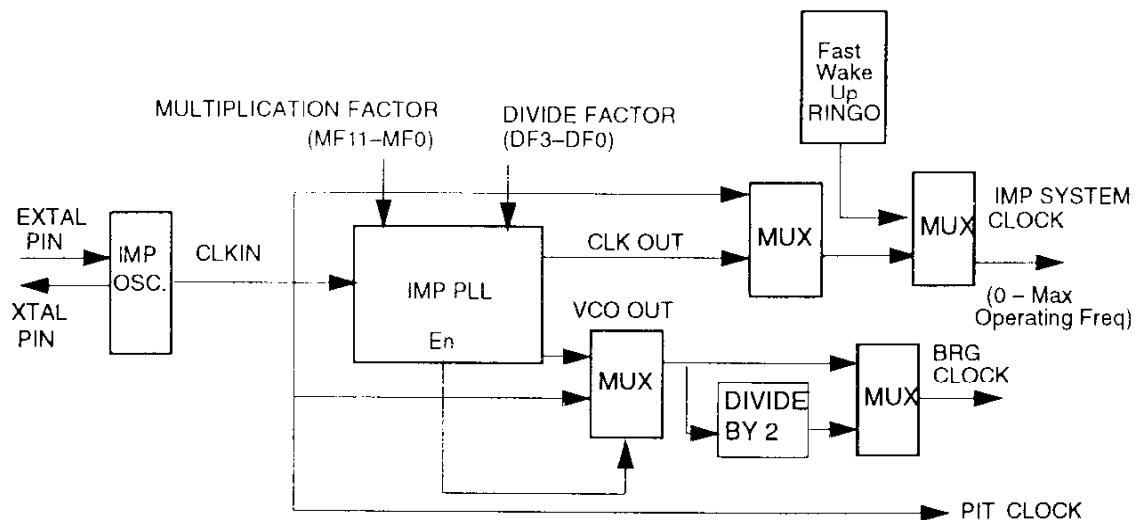 Fast
Wake
Up
RINGO
MULTIPLICATION FACTOR
(MF11–MF0)
DIVIDE FACTOR
(DF3–DF0)
EXTAL
PIN
IMP
OSC.
XTAL
PIN
CLKIN
IMP PLL
En
CLK OUT
VCO OUT
MUX
MUX
IMP SYSTEM
CLOCK
(0 – Max
Operating Freq)
MUX
DIVIDE
BY 2
MUX
BRG
CLOCK
PIT CLOCK